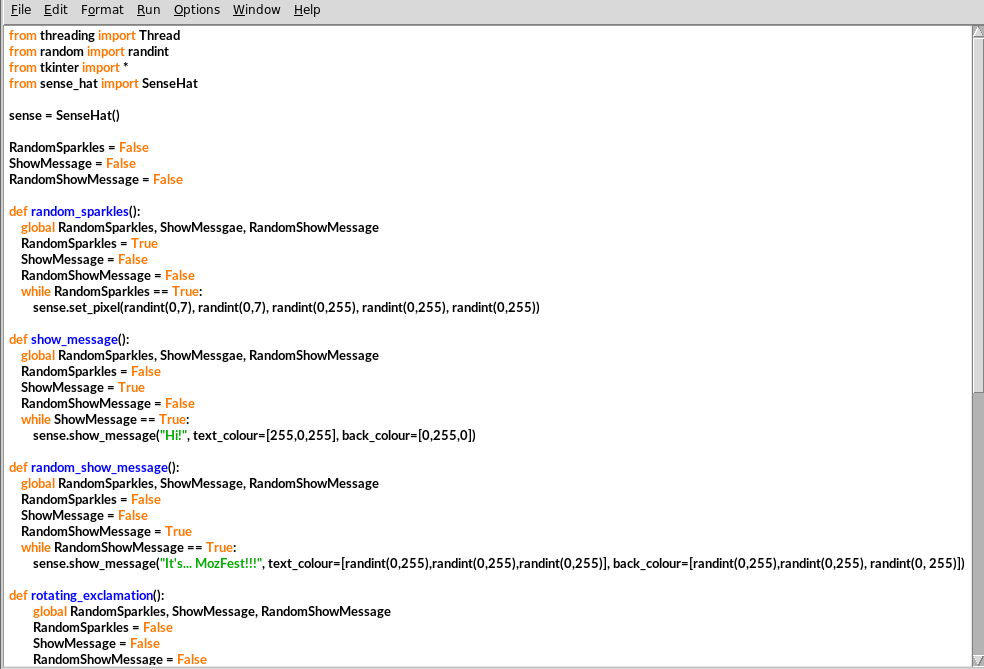 File Edit Format Run Options Window Help
from threading import Thread
from random import randint
from tkinter import *
from sense_hat import SenseHat
sense = SenseHat()
RandomSparkles = False
ShowMessage = False
RandomShowMessage = False
def random_sparkles():
    global RandomSparkles, ShowMessgae, RandomShowMessage
    RandomSparkles = True
    ShowMessage = False
    RandomShowMessage = False
    while RandomSparkles == True:
        sense.set_pixel(randint(0,7), randint(0,7), randint(0,255), randint(0,255), randint(0,255))
def show_message():
    global RandomSparkles, ShowMessgae, RandomShowMessage
    RandomSparkles = False
    ShowMessage = True
    RandomShowMessage = False
    while ShowMessage == True:
        sense.show_message("Hi!", text_colour=[255,0,255], back_colour=[0,255,0])
def random_show_message():
    global RandomSparkles, ShowMessage, RandomShowMessage
    RandomSparkles = False
    ShowMessage = False
    RandomShowMessage = True
    while RandomShowMessage == True:
        sense.show_message("It's... MozFest!!!", text_colour=[randint(0,255),randint(0,255),randint(0,255)], back_colour=[randint(0,255),randint(0,255), randint(0, 255)])
def rotating_exclamation():
        global RandomSparkles, ShowMessage, RandomShowMessage
        RandomSparkles = False
        ShowMessage = False
        RandomShowMessage = False